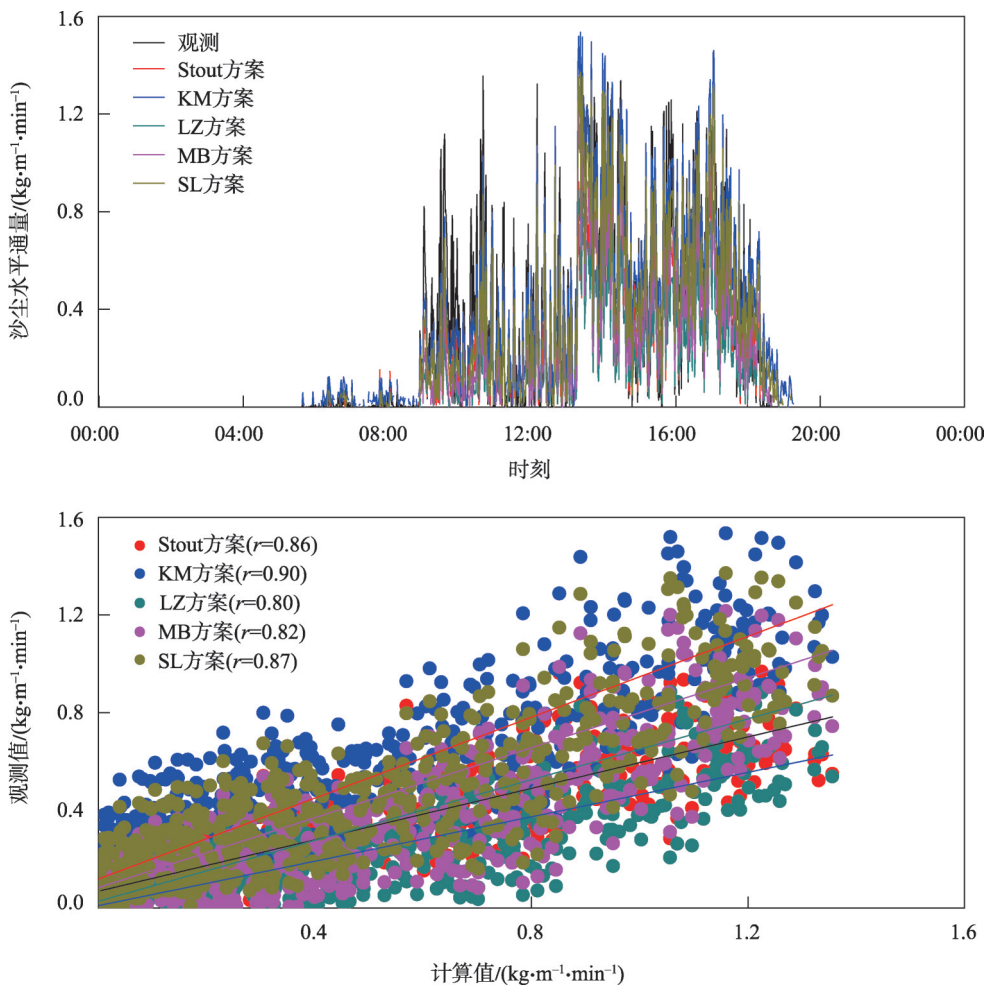 1.6
1.2
0.8
0.4
0.0
沙尘水平通量/(kg·m⁻¹·min⁻¹)
观测
Stout方案
KM方案
LZ方案
MB方案
SL方案
00:00 04:00 08:00 12:00 16:00 20:00 00:00
时刻
1.6
1.2
0.8
0.4
0.0
观测值/(kg·m⁻¹·min⁻¹)
Stout方案(r=0.86)
KM方案(r=0.90)
LZ方案(r=0.80)
MB方案(r=0.82)
SL方案(r=0.87)
0.4 0.8 1.2 1.6
计算值/(kg·m⁻¹·min⁻¹)